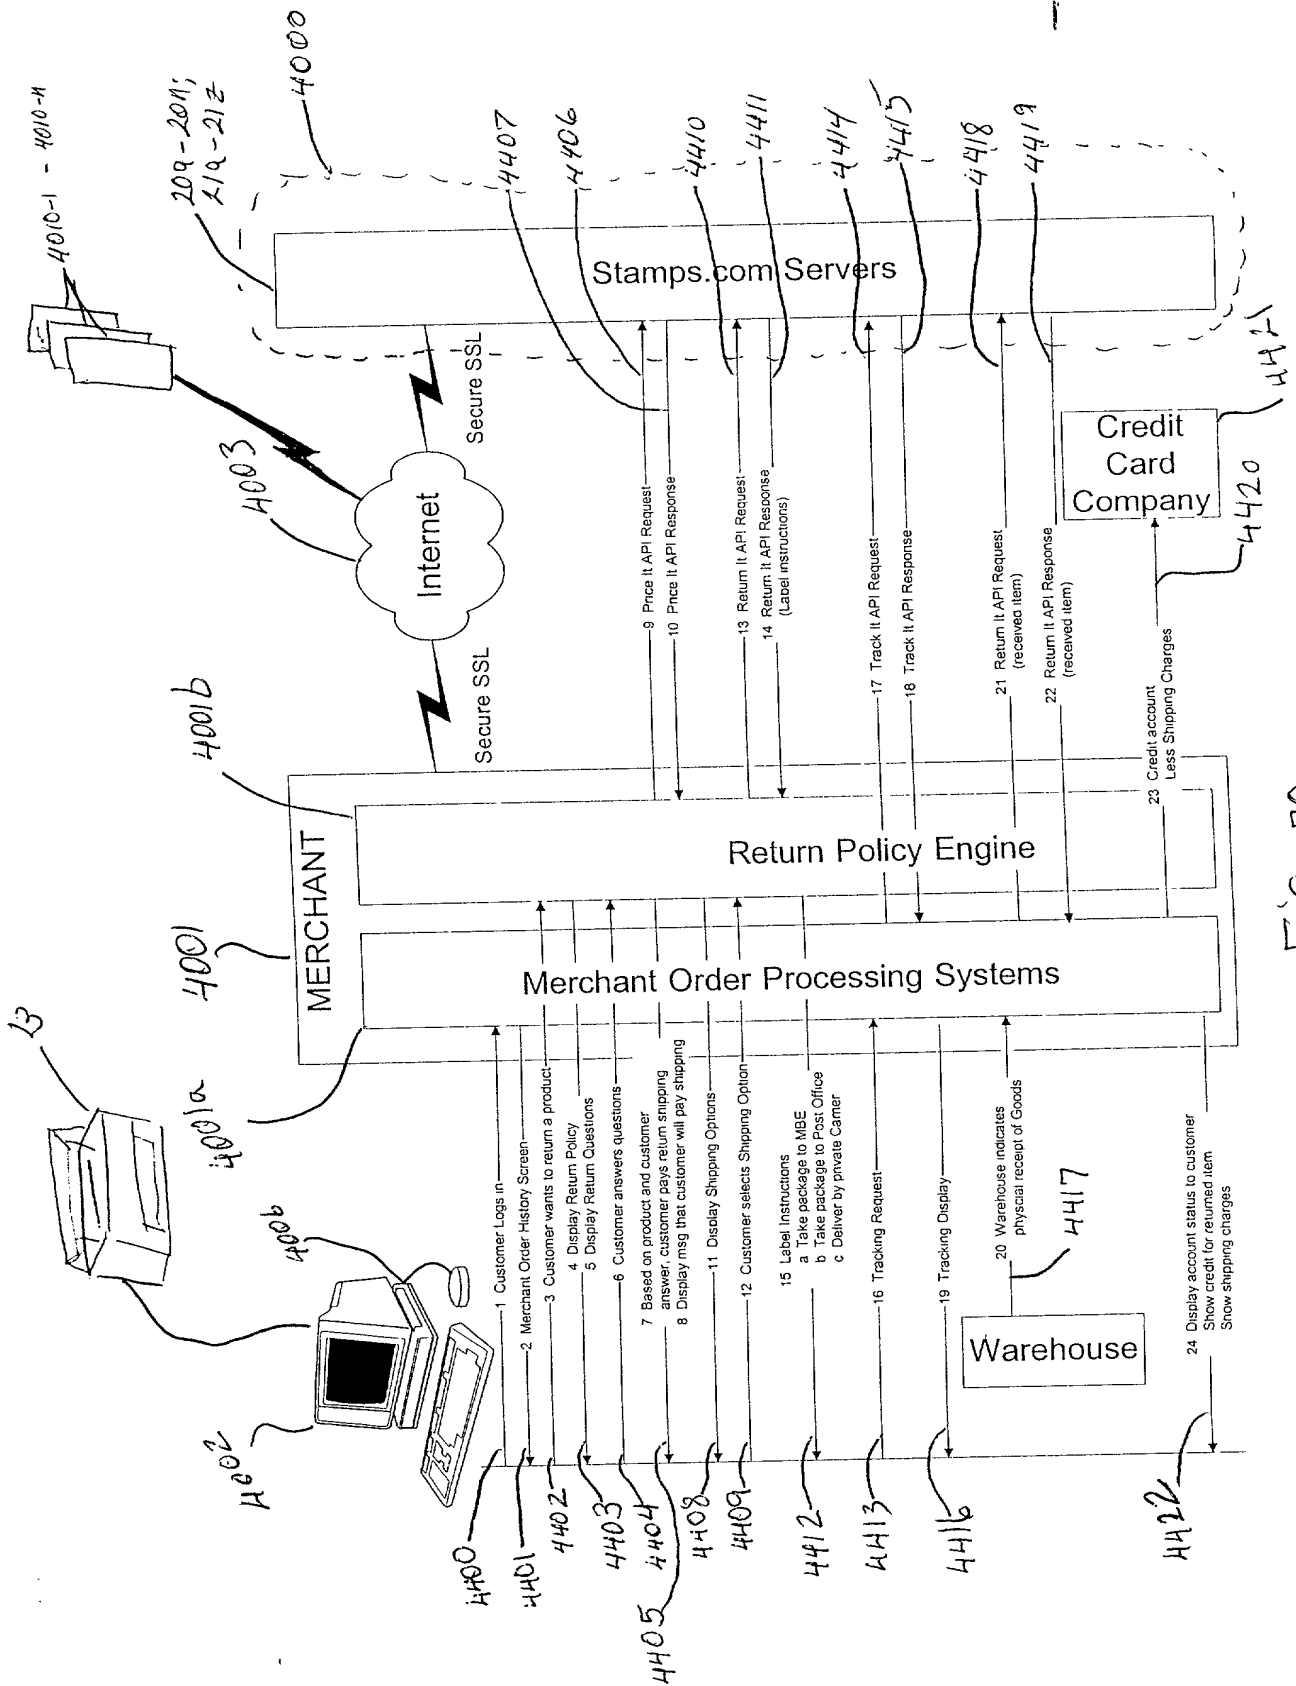 23
4002
400b
4001a
4001
4001b
4003
4010-1 - 4010-n
20a-20n;
21a-21z
4000
MERCHANT
Secure SSL
Internet
Secure SSL
Merchant Order Processing Systems
Return Policy Engine
Stamps.com Servers
4400
1 Customer Logs in
4401
2 Merchant Order History Screen
4402
3 Customer wants to return a product
4403
4 Display Return Policy
5 Display Return Questions
4404
6 Customer answers questions
4405
7 Based on product and customer
answer, customer pays return shipping
8 Display msg that customer will pay shipping
9 Price It API Request
4406
10 Price It API Response
4407
4408
11 Display Shipping Options
4409
12 Customer selects Shipping Option
13 Return It API Request
4410
14 Return It API Response
(Label instructions)
4411
4412
15 Label Instructions
a Take package to MBE
b Take package to Post Office
c Deliver by private Carrier
4413
16 Tracking Request
17 Track It API Request
4414
18 Track It API Response
4415
4416
19 Tracking Display
Warehouse
20 Warehouse indicates
physcial receipt of Goods
4417
21 Return It API Request
(received item)
4418
22 Return It API Response
(received item)
4419
23 Credit account
Less Shipping Charges
4420
Credit
Card
Company
4421
4422
24 Display account status to customer
Show credit for returned item
Show shipping charges